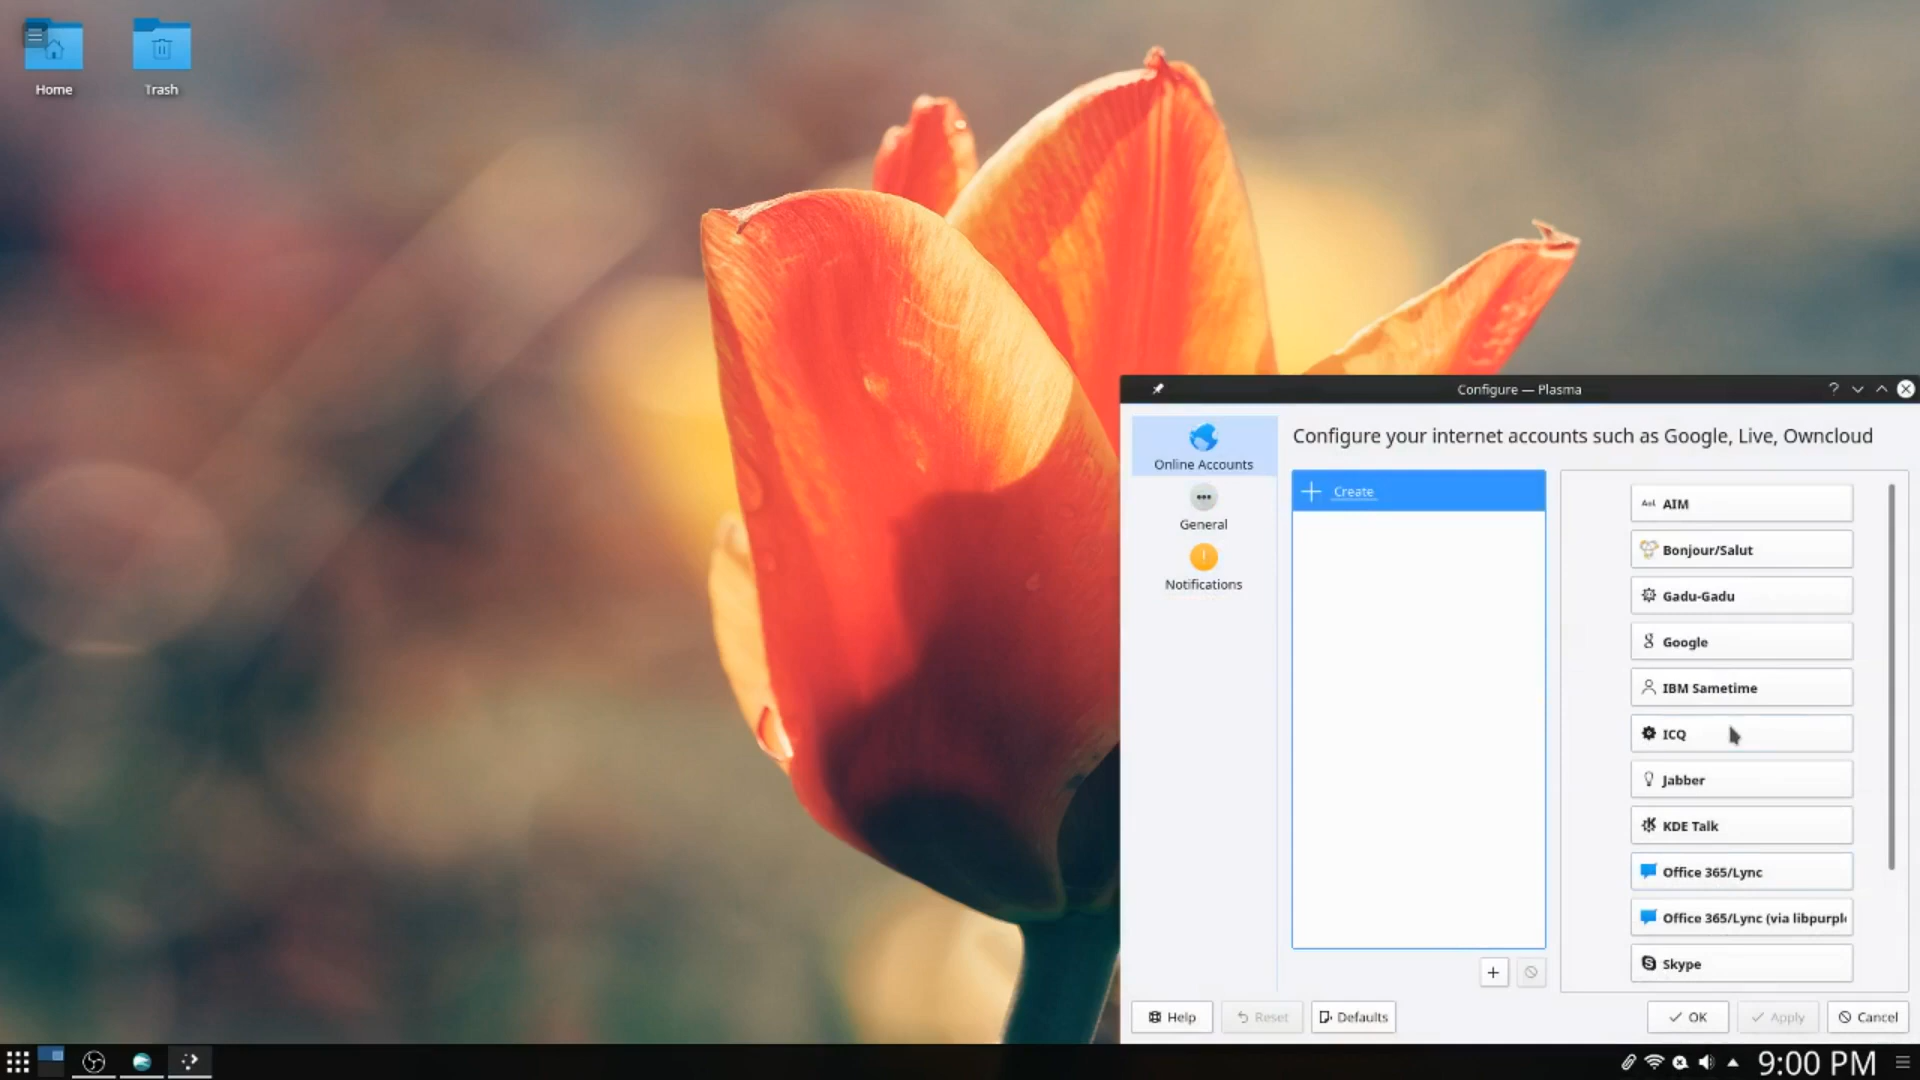 Home
Trash
Configure — Plasma
Online Accounts
General
Notifications
Configure your internet accounts such as Google, Live, Owncloud
Create
AIM
Bonjour/Salut
Gadu-Gadu
Google
IBM Sametime
ICQ
Jabber
KDE Talk
Office 365/Lync
Office 365/Lync (via libpurple
Skype
Help
Reset
Defaults
OK
Apply
Cancel
9:00 PM